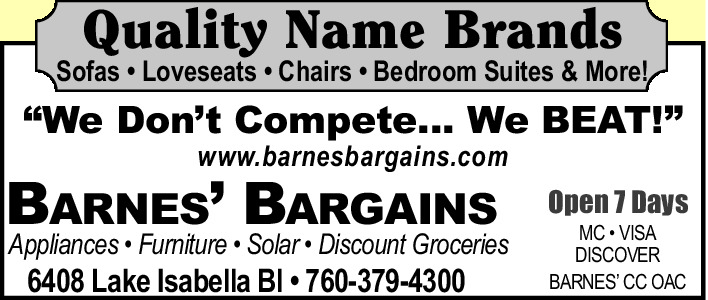 Quality Name Brands
Sofas • Loveseats • Chairs • Bedroom Suites & More!
“We Don’t Compete... We BEAT!”
www.barnesbargains.com
BARNES’ BARGAINS
Appliances • Furniture • Solar • Discount Groceries
6408 Lake Isabella Bl • 760-379-4300
Open 7 Days
MC • VISA
DISCOVER
BARNES’ CC OAC